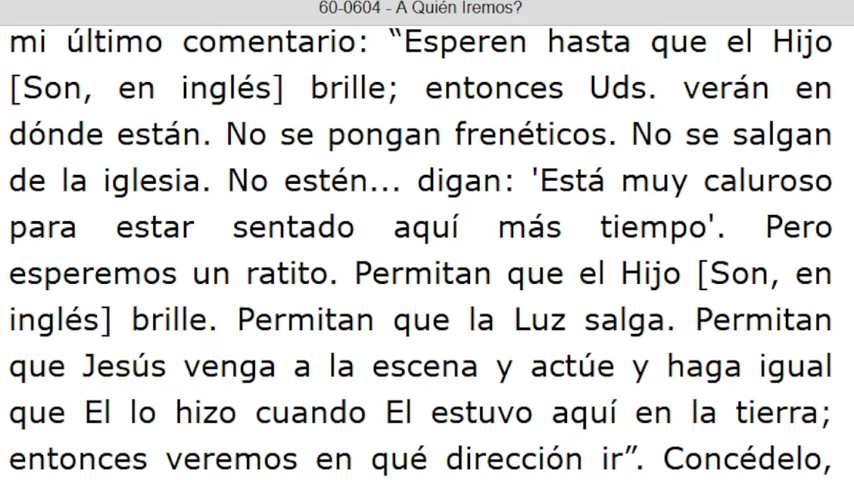 60-0604 - A Quién Iremos?
mi último comentario: “Esperen hasta que el Hijo
[Son, en inglés] brille; entonces Uds. verán en
dónde están. No se pongan frenéticos. No se salgan
de la iglesia. No estén... digan: 'Está muy caluroso
para estar sentado aquí más tiempo'. Pero
esperemos un ratito. Permitan que el Hijo [Son, en
inglés] brille. Permitan que la Luz salga. Permitan
que Jesús venga a la escena y actúe y haga igual
que El lo hizo cuando El estuvo aquí en la tierra;
entonces veremos en qué dirección ir”. Concédelo,